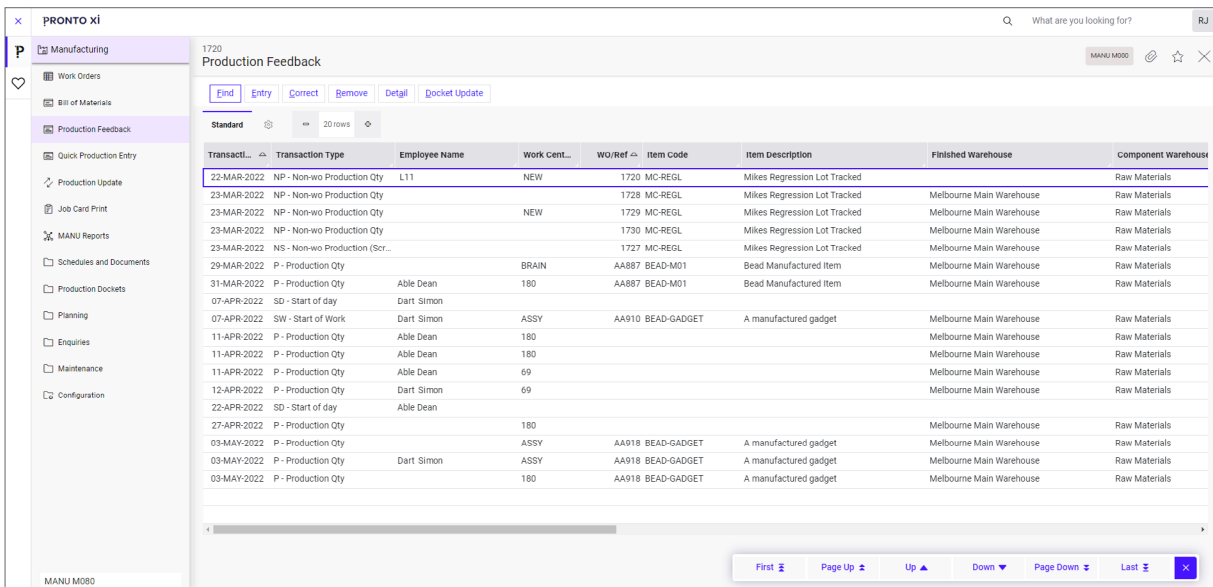 PRONTO Xi
What are you looking for?
RJ
Manufacturing
Work Orders
Bill of Materials
Production Feedback
Quick Production Entry
Production Update
Job Card Print
MANU Reports
Schedules and Documents
Production Dockets
Planning
Enquiries
Maintenance
Configuration
MANU M080
1720
Production Feedback
MANU M080
Find Entry Correct Remove Detail Docket Update
Standard 20 rows
Transacti... Transaction Type Employee Name Work Cent... WO/Ref Item Code Item Description Finished Warehouse Component Warehouse
22-MAR-2022 NP - Non-wo Production Qty L11 NEW 1720 MC-REGL Mikes Regression Lot Tracked Raw Materials
23-MAR-2022 NP - Non-wo Production Qty 1728 MC-REGL Mikes Regression Lot Tracked Melbourne Main Warehouse Raw Materials
23-MAR-2022 NP - Non-wo Production Qty NEW 1729 MC-REGL Mikes Regression Lot Tracked Melbourne Main Warehouse Raw Materials
23-MAR-2022 NP - Non-wo Production Qty 1730 MC-REGL Mikes Regression Lot Tracked Melbourne Main Warehouse Raw Materials
23-MAR-2022 NS - Non-wo Production (Scr... 1727 MC-REGL Mikes Regression Lot Tracked Melbourne Main Warehouse Raw Materials
29-MAR-2022 P - Production Qty BRAIN AA887 BEAD-M01 Bead Manufactured Item Melbourne Main Warehouse Raw Materials
31-MAR-2022 P - Production Qty Able Dean 180 AA887 BEAD-M01 Bead Manufactured Item Melbourne Main Warehouse Raw Materials
07-APR-2022 SD - Start of day Dart Simon
07-APR-2022 SW - Start of Work Dart Simon ASSY AA910 BEAD-GADGET A manufactured gadget Melbourne Main Warehouse Raw Materials
11-APR-2022 P - Production Qty Able Dean 180 Melbourne Main Warehouse Raw Materials
11-APR-2022 P - Production Qty Able Dean 180 Melbourne Main Warehouse Raw Materials
11-APR-2022 P - Production Qty Able Dean 69 Melbourne Main Warehouse Raw Materials
12-APR-2022 P - Production Qty Dart Simon 69 Melbourne Main Warehouse Raw Materials
22-APR-2022 SD - Start of day Able Dean
27-APR-2022 P - Production Qty 180 Melbourne Main Warehouse Raw Materials
03-MAY-2022 P - Production Qty ASSY AA918 BEAD-GADGET A manufactured gadget Melbourne Main Warehouse Raw Materials
03-MAY-2022 P - Production Qty Dart Simon ASSY AA918 BEAD-GADGET A manufactured gadget Melbourne Main Warehouse Raw Materials
03-MAY-2022 P - Production Qty 180 AA918 BEAD-GADGET A manufactured gadget Melbourne Main Warehouse Raw Materials
First Page Up Up Down Page Down Last